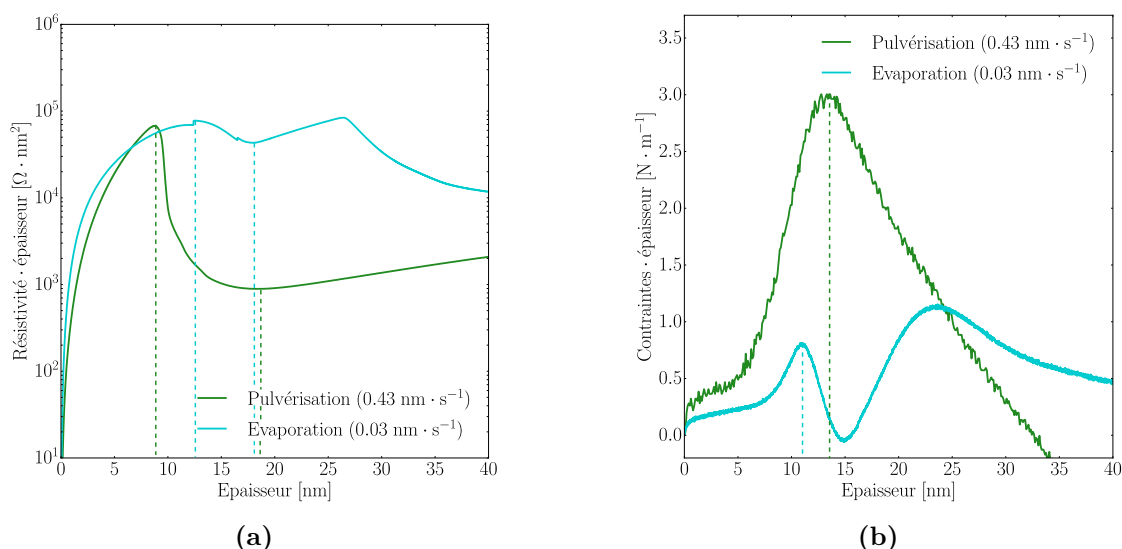 10^6
10^5
10^4
10^3
10^2
10^1
Résistivité · épaisseur [Ω · nm²]
Pulvérisation (0.43 nm · s⁻¹)
Evaporation (0.03 nm · s⁻¹)
0 5 10 15 20 25 30 35 40
Epaisseur [nm]
(a)
3.5
3.0
2.5
2.0
1.5
1.0
0.5
0.0
Contraintes · épaisseur [N · m⁻¹]
Pulvérisation (0.43 nm · s⁻¹)
Evaporation (0.03 nm · s⁻¹)
0 5 10 15 20 25 30 35 40
Epaisseur [nm]
(b)